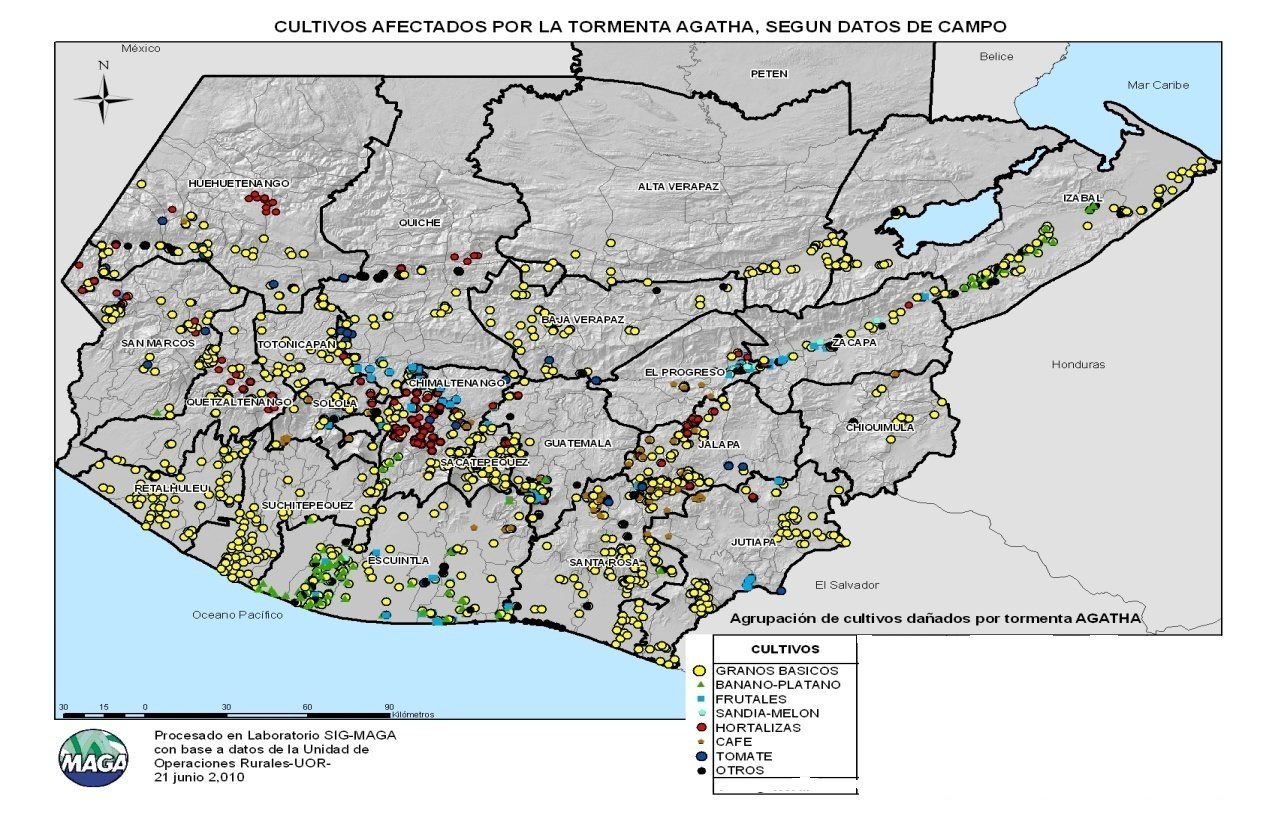 CULTIVOS AFECTADOS POR LA TORMENTA AGATHA, SEGUN DATOS DE CAMPO
México
Belice
N
PETEN
Mar Caribe
HUEHUETENANGO
ALTA VERAPAZ
IZABAL
QUICHE
BAJA VERAPAZ
SAN MARCOS
TOTONICAPAN
ZACAPA
EL PROGRESO
Honduras
CHIMALTENANGO
QUETZALTENANGO
SOLOLA
CHIQUIMULA
GUATEMALA
JALAPA
SACATEPEQUEZ
RETALHULEU
SUCHITEPEQUEZ
JUTIAPA
ESCUINTLA
SANTA ROSA
El Salvador
Oceano Pacífico
Agrupación de cultivos dañados por tormenta AGATHA
CULTIVOS
GRANOS BASICOS
BANANO-PLATANO
FRUTALES
SANDIA-MELON
HORTALIZAS
CAFE
TOMATE
OTROS
30 15 0 30 60 90
Kilómetros
MAGA
Procesado en Laboratorio SIG-MAGA
con base a datos de la Unidad de
Operaciones Rurales-UOR-
21 junio 2,010